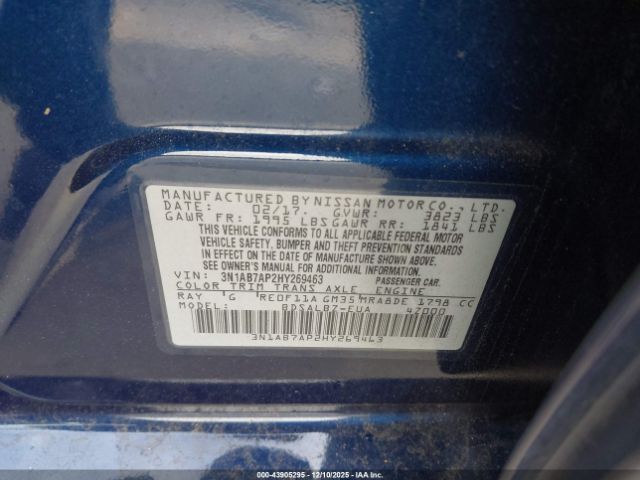 MANUFACTURED BY NISSAN MOTOR CO., LTD.
DATE: 02/17. GVWR: 3823 LBS
GAWR FR: 1995 LBS GAWR RR: 1841 LBS
THIS VEHICLE CONFORMS TO ALL APPLICABLE FEDERAL MOTOR
VEHICLE SAFETY, BUMPER AND THEFT PREVENTION STANDARDS
IN EFFECT ON THE DATE OF MANUFACTURE SHOWN ABOVE.
SEE OWNER'S MANUAL FOR ADDITIONAL INFORMATION.
VIN: 3N1AB7AP2HY269463 PASSENGER CAR.
COLOR TRIM TRANS AXLE ENGINE
RAY G RE0F11A GM35 MRA8DE 1798 CC
MODEL: BDSALB7-EUA 47000
3N1AB7AP2HY269463
000-43905295 - 12/10/2025 - IAA Inc.